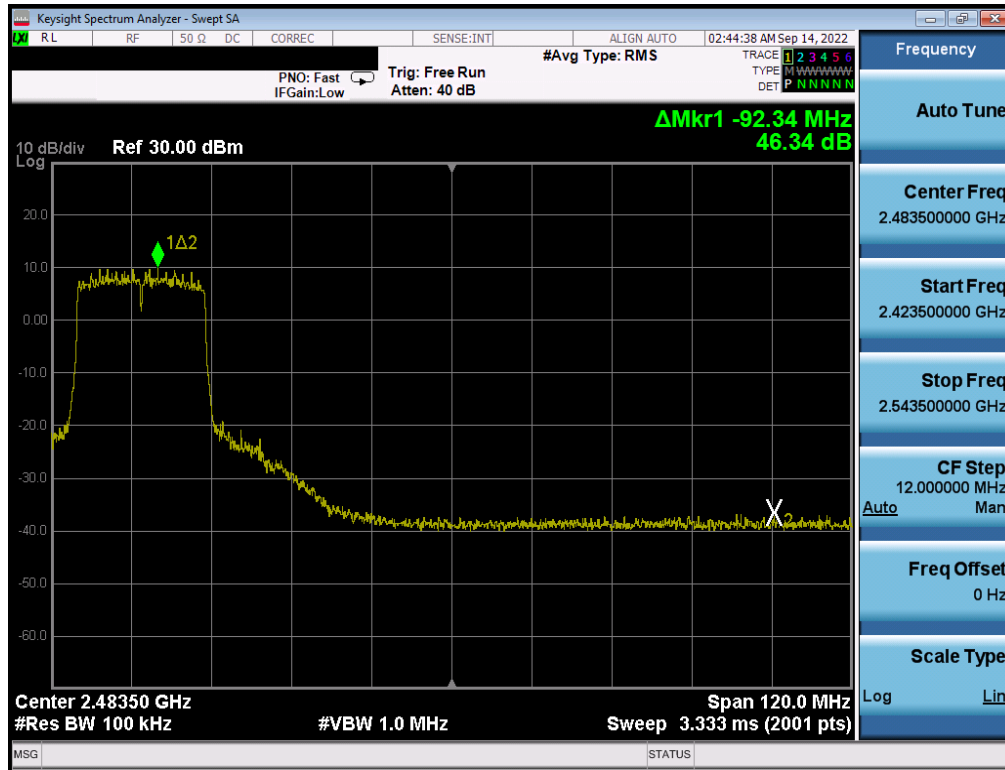 Keysight Spectrum Analyzer - Swept SA
LXI RL RF 50 Ω DC CORREC SENSE:INT ALIGN AUTO 02:44:38 AM Sep 14, 2022
#Avg Type: RMS
TRACE 1 2 3 4 5 6
TYPE M WWWWW
DET P N N N N N
PNO: Fast
IFGain:Low
Trig: Free Run
Atten: 40 dB
ΔMkr1 -92.34 MHz
46.34 dB
10 dB/div Ref 30.00 dBm
Log
20.0
10.0
0.00
-10.0
-20.0
-30.0
-40.0
-50.0
-60.0
1Δ2
X2
Center 2.48350 GHz
Span 120.0 MHz
#Res BW 100 kHz
#VBW 1.0 MHz
Sweep 3.333 ms (2001 pts)
MSG
STATUS
Frequency
Auto Tune
Center Freq
2.483500000 GHz
Start Freq
2.423500000 GHz
Stop Freq
2.543500000 GHz
CF Step
12.000000 MHz
Auto Man
Freq Offset
0 Hz
Scale Type
Log Lin